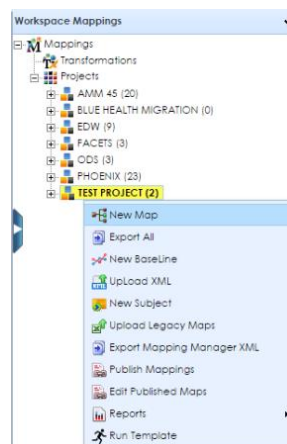 Workspace Mappings
Mappings
Transformations
Projects
AMM 45 (20)
BLUE HEALTH MIGRATION (0)
EDW (9)
FACETS (3)
ODS (3)
PHOENIX (23)
TEST PROJECT (2)
New Map
Export All
New BaseLine
UpLoad XML
New Subject
Upload Legacy Maps
Export Mapping Manager XML
Publish Mappings
Edit Published Maps
Reports
Run Template